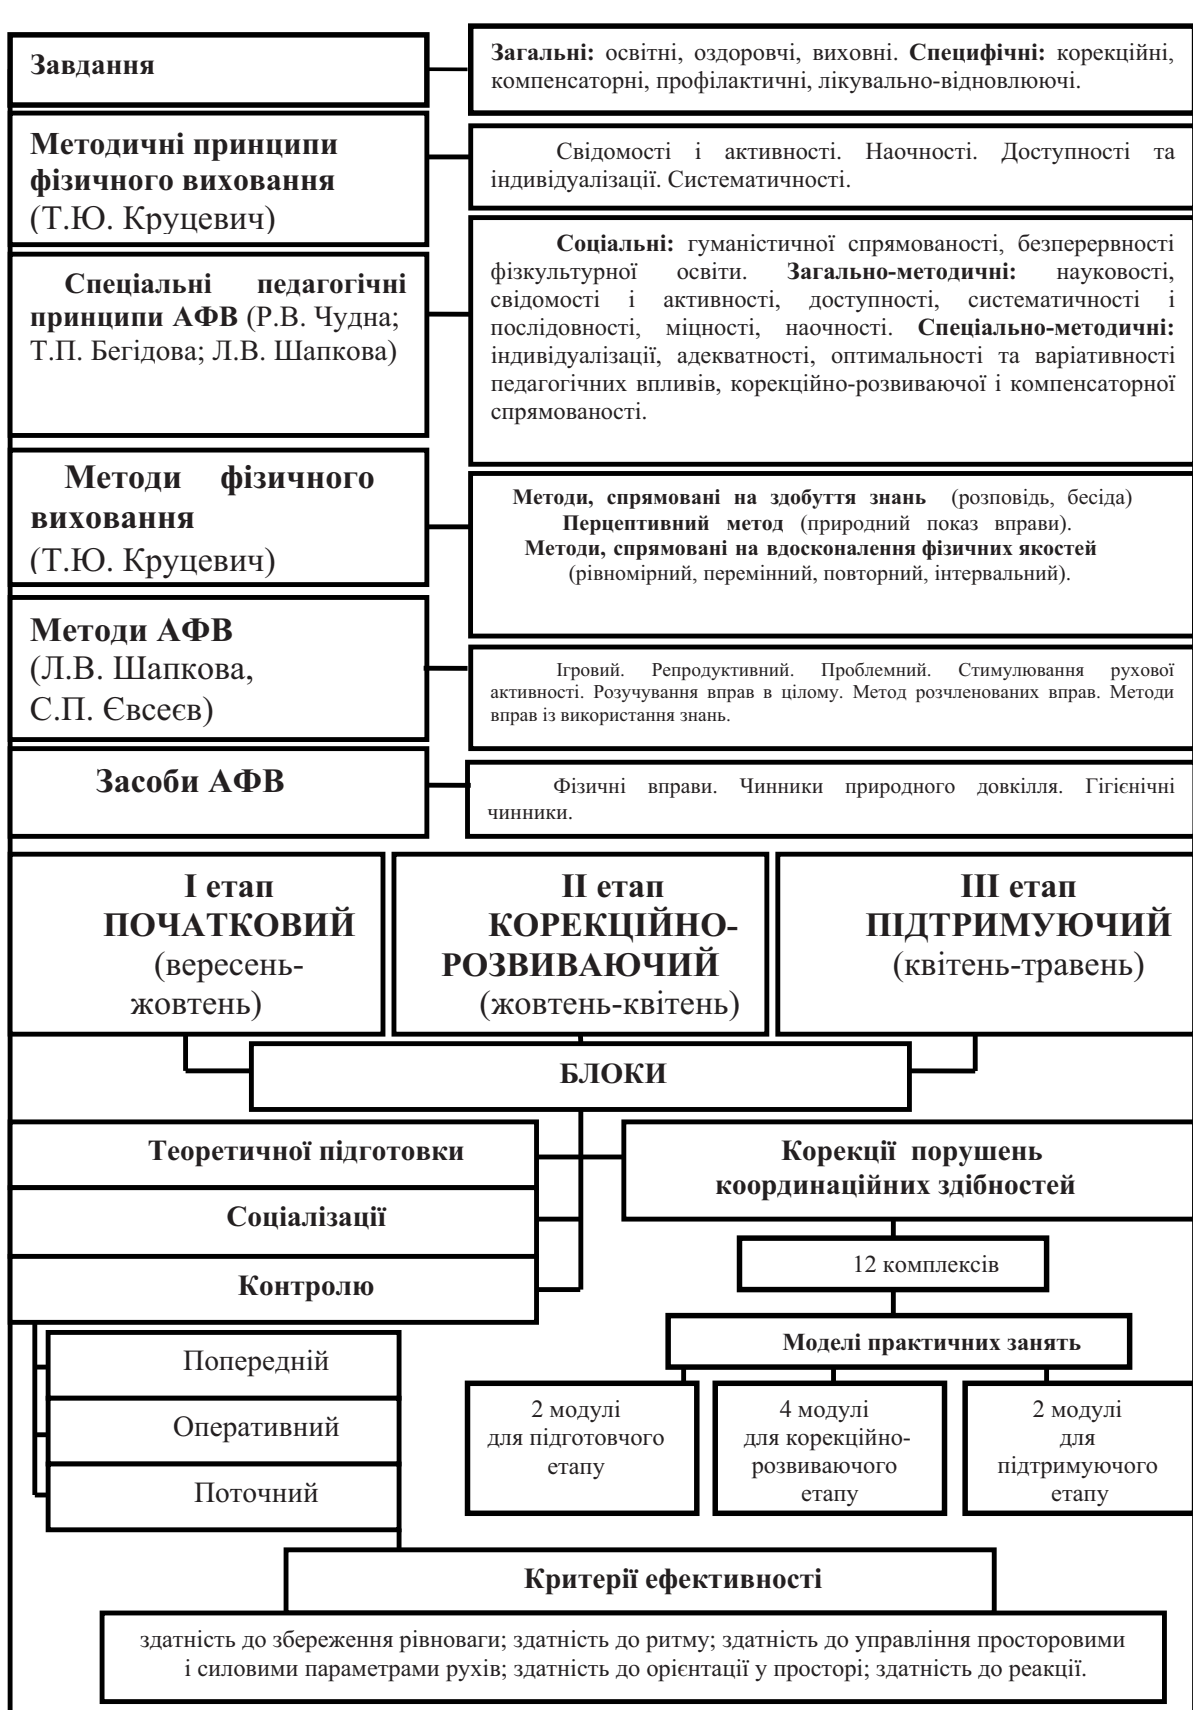 Завдання
Загальні: освітні, оздоровчі, виховні. Специфічні: корекційні,
компенсаторні, профілактичні, лікувально-відновлюючі.
Методичні принципи
фізичного виховання
(Т.Ю. Круцевич)
Свідомості і активності. Наочності. Доступності та
індивідуалізації. Систематичності.
Спеціальні педагогічні
принципи АФВ (Р.В. Чудна;
Т.П. Бегідова; Л.В. Шапкова)
Соціальні: гуманістичної спрямованості, безперервності
фізкультурної освіти. Загально-методичні: науковості,
свідомості і активності, доступності, систематичності і
послідовності, міцності, наочності. Спеціально-методичні:
індивідуалізації, адекватності, оптимальності та варіативності
педагогічних впливів, корекційно-розвиваючої і компенсаторної
спрямованості.
Методи фізичного
виховання
(Т.Ю. Круцевич)
Методи, спрямовані на здобуття знань (розповідь, бесіда)
Перцептивний метод (природний показ вправи).
Методи, спрямовані на вдосконалення фізичних якостей
(рівномірний, перемінний, повторний, інтервальний).
Методи АФВ
(Л.В. Шапкова,
С.П. Євсеєв)
Ігровий. Репродуктивний. Проблемний. Стимулювання рухової
активності. Розучування вправ в цілому. Метод розчленованих вправ. Методи
вправ із використання знань.
Засоби АФВ
Фізичні вправи. Чинники природного довкілля. Гігієнічні
чинники.
І етап
ПОЧАТКОВИЙ
(вересень-
жовтень)
ІІ етап
КОРЕКЦІЙНО-
РОЗВИВАЮЧИЙ
(жовтень-квітень)
ІІІ етап
ПІДТРИМУЮЧИЙ
(квітень-травень)
БЛОКИ
Теоретичної підготовки
Соціалізації
Контролю
Корекції порушень
координаційних здібностей
12 комплексів
Моделі практичних занять
Попередній
Оперативний
Поточний
2 модулі
для підготовчого
етапу
4 модулі
для корекційно-
розвиваючого
етапу
2 модулі
для
підтримуючого
етапу
Критерії ефективності
здатність до збереження рівноваги; здатність до ритму; здатність до управління просторовими
і силовими параметрами рухів; здатність до орієнтації у просторі; здатність до реакції.